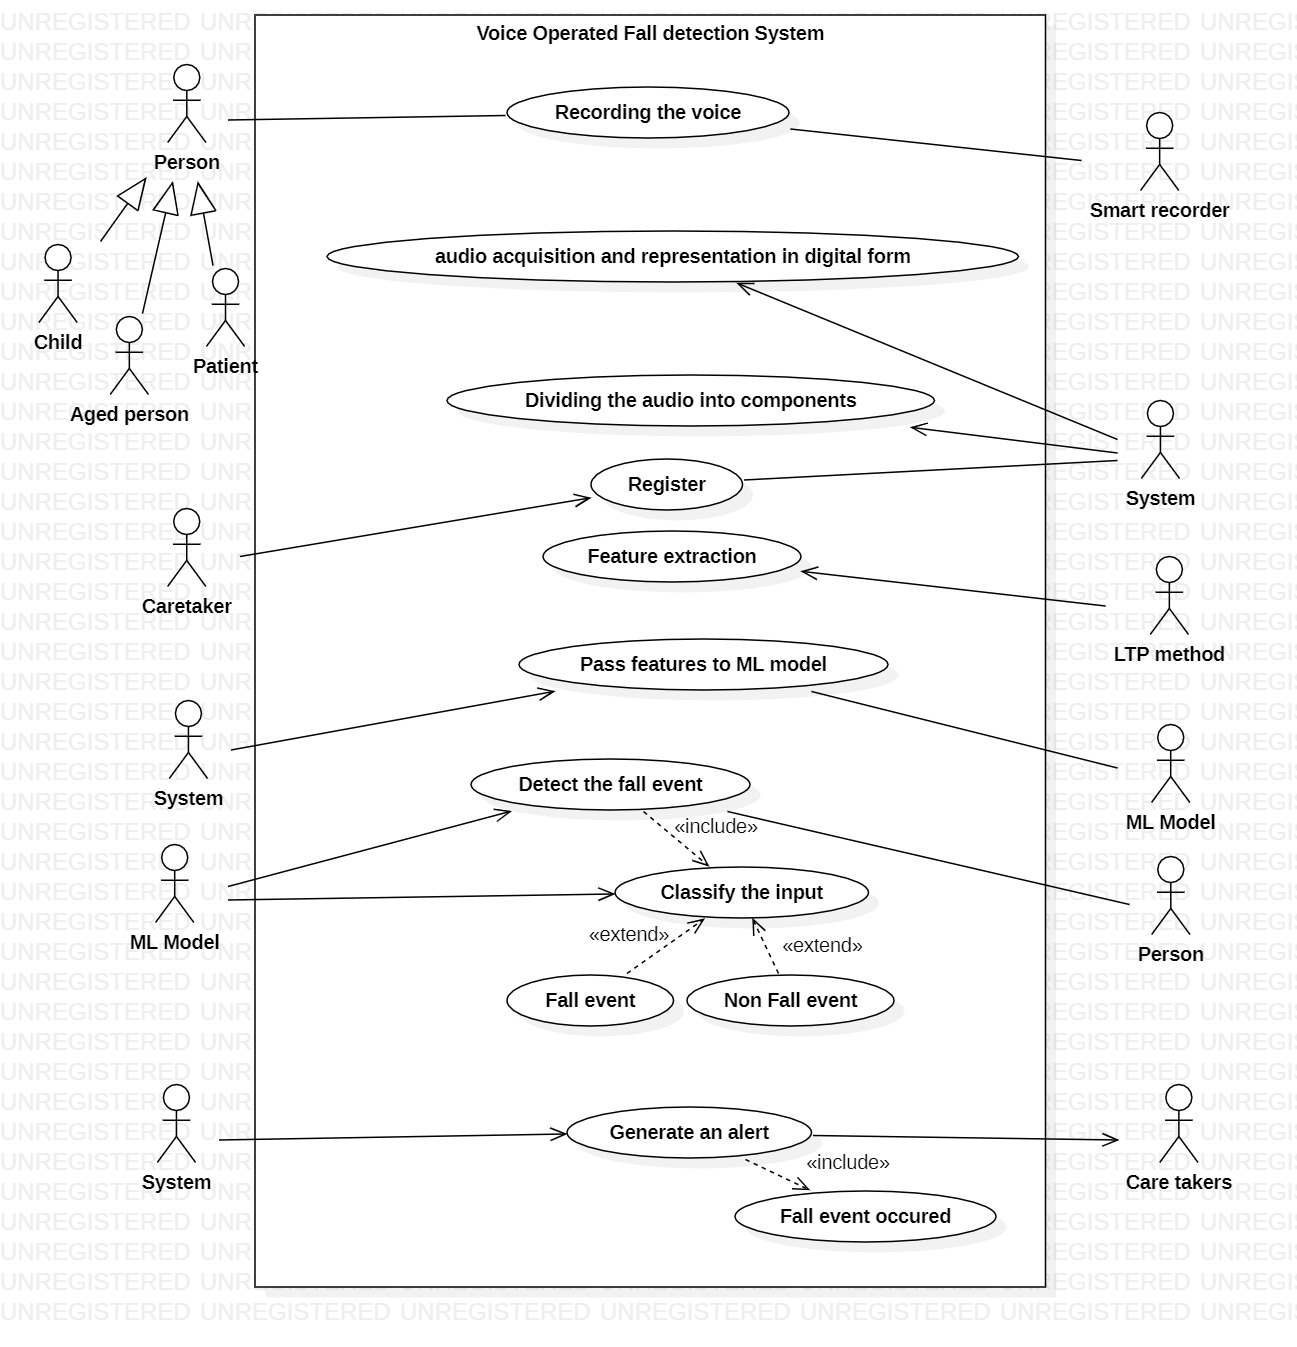 Voice Operated Fall detection System
Person
Recording the voice
Smart recorder
Child
Aged person
Patient
audio acquisition and representation in digital form
Dividing the audio into components
Register
System
Caretaker
Feature extraction
LTP method
Pass features to ML model
System
ML Model
Detect the fall event
«include»
ML Model
Classify the input
Person
«extend»
«extend»
Fall event
Non Fall event
System
Generate an alert
Care takers
«include»
Fall event occured
UNREGISTERED UNREGISTERED UNREGISTERED UNREGISTERED UNREGISTERED UNREGISTERED